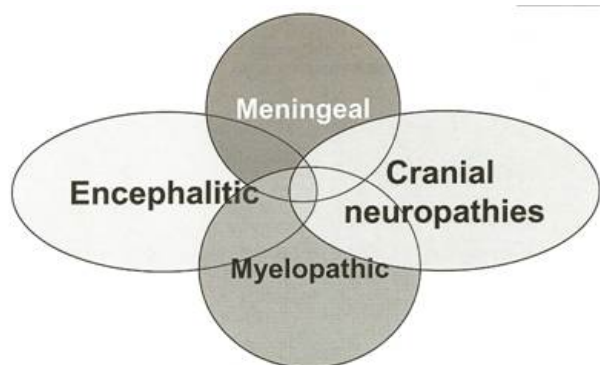 Meningeal
Encephalitic
Cranial
neuropathies
Myelopathic